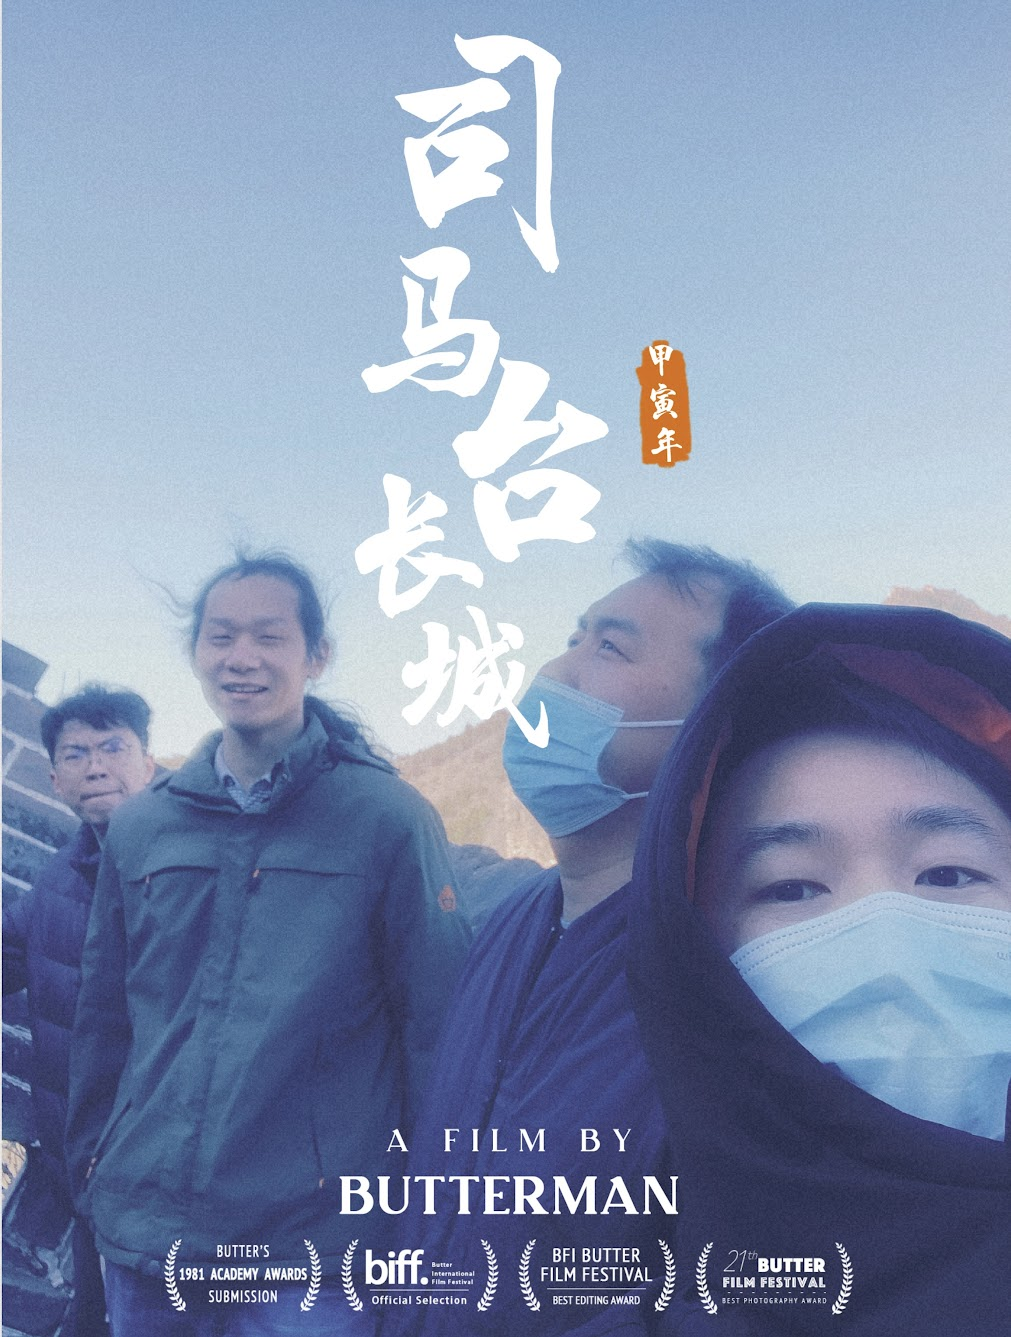 司马台长城
甲寅年
A FILM BY
BUTTERMAN
BUTTER'S
1981 ACADEMY AWARDS
SUBMISSION
biff.
Butter
International
Film Festival
Official Selection
BFI BUTTER
FILM FESTIVAL
BEST EDITING AWARD
21th BUTTER
FILM FESTIVAL
BEST PHOTOGRAPHY AWARD